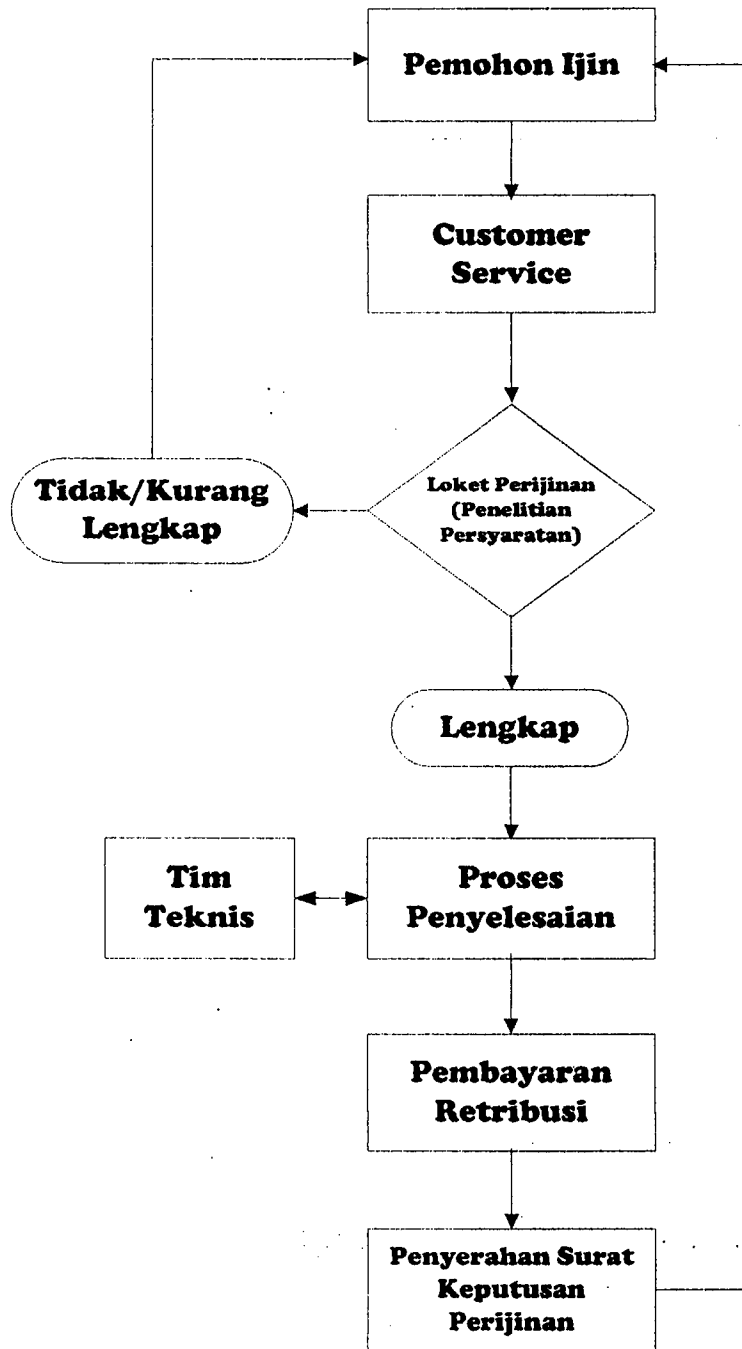 Pemohon Ijin
Customer
Service
Loket Perijinan
(Penelitian
Persyaratan)
Tidak/Kurang
Lengkap
Lengkap
Tim
Teknis
Proses
Penyelesaian
Pembayaran
Retribusi
Penyerahan Surat
Keputusan
Perijinan